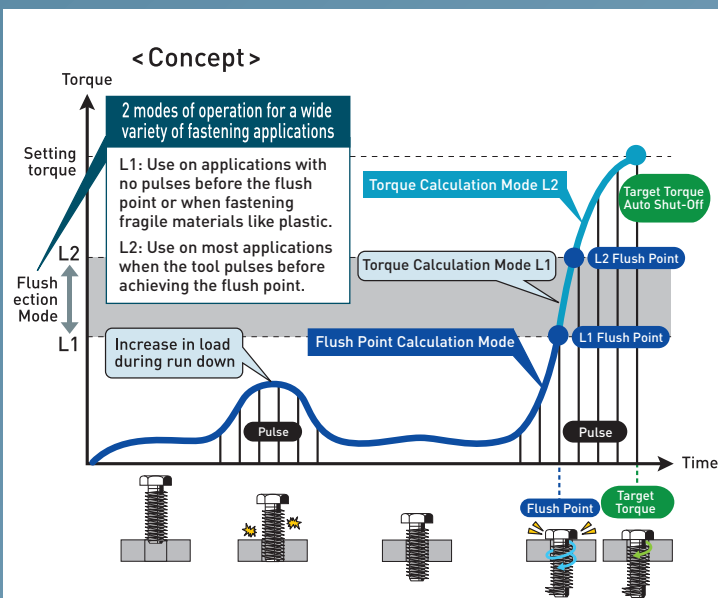 <Concept>
Torque
2 modes of operation for a wide
variety of fastening applications
L1: Use on applications with
no pulses before the flush
point or when fastening
fragile materials like plastic.
L2: Use on most applications
when the tool pulses before
achieving the flush point.
Setting
torque
L2
Flush
ection
Mode
L1
Torque Calculation Mode L2
Target Torque
Auto Shut-Off
Torque Calculation Mode L1
L2 Flush Point
Increase in load
during run down
Flush Point Calculation Mode
L1 Flush Point
Pulse
Pulse
Time
Flush Point
Target
Torque